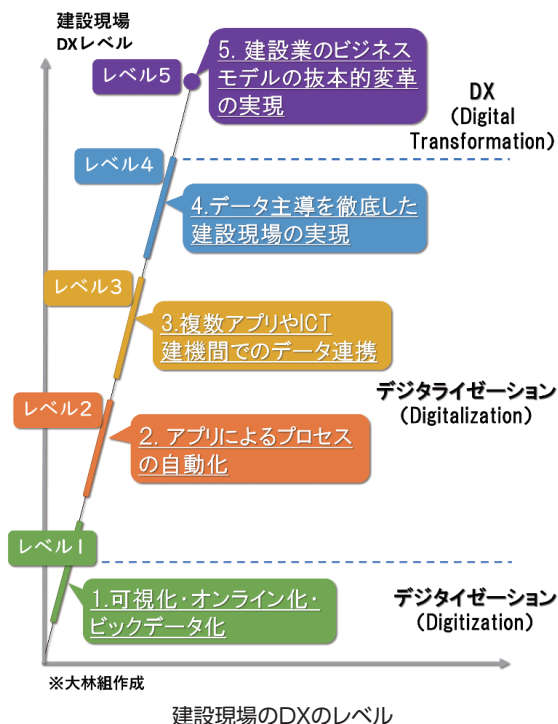 建設現場
DXレベル
レベル5
5. 建設業のビジネス
モデルの抜本的変革
の実現
DX
(Digital
Transformation)
レベル4
4.データ主導を徹底した
建設現場の実現
レベル3
3.複数アプリやICT
建機間でのデータ連携
デジタライゼーション
(Digitalization)
レベル2
2. アプリによるプロセス
の自動化
レベル1
1.可視化・オンライン化・
ビックデータ化
デジタイゼーション
(Digitization)
※大林組作成
建設現場のDXのレベル